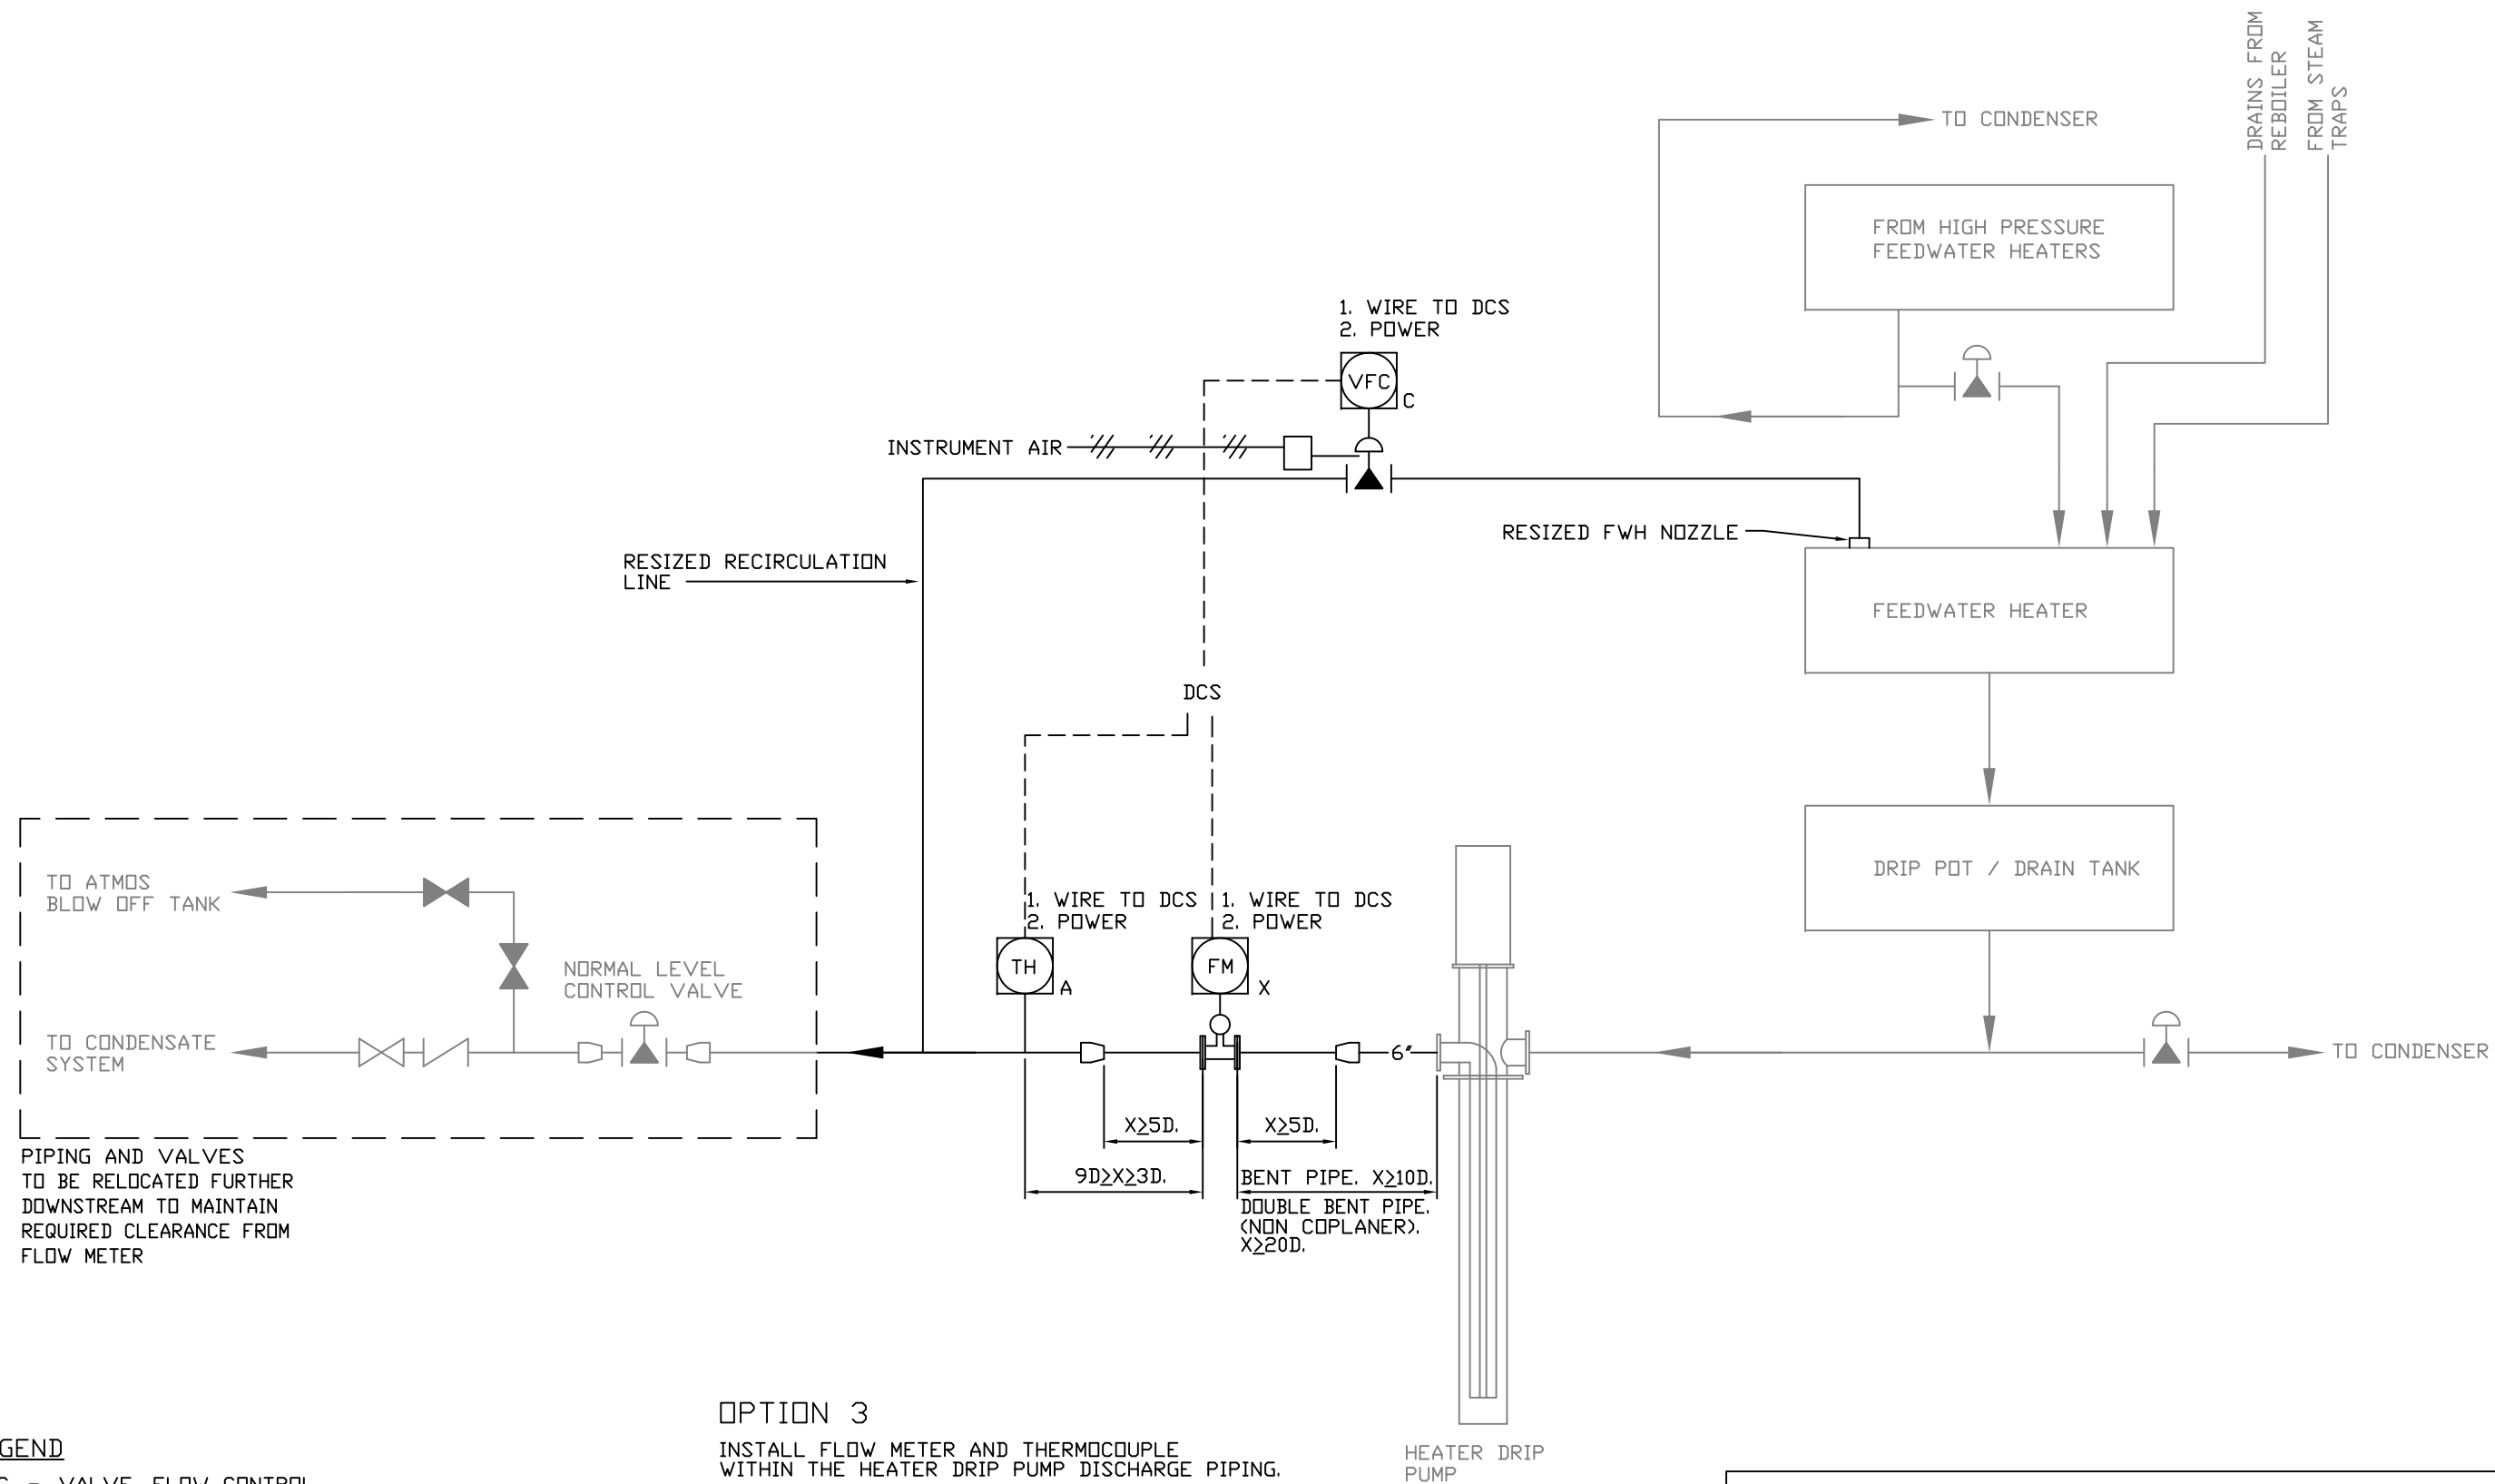 DRAINS FROM
REBOILER
FROM STEAM
TRAPS
TO CONDENSER
FROM HIGH PRESSURE
FEEDWATER HEATERS
1. WIRE TO DCS
2. POWER
VFC
C
INSTRUMENT AIR
RESIZED FWH NOZZLE
RESIZED RECIRCULATION
LINE
FEEDWATER HEATER
DCS
DRIP POT / DRAIN TANK
TO ATMOS
BLOW OFF TANK
1. WIRE TO DCS
2. POWER
1. WIRE TO DCS
2. POWER
NORMAL LEVEL
CONTROL VALVE
TH
A
FM
X
TO CONDENSATE
SYSTEM
6"
TO CONDENSER
X≥5D.
X≥5D.
9D≥X≥3D.
BENT PIPE. X≥10D.
DOUBLE BENT PIPE.
(NON COPLANER).
X≥20D.
PIPING AND VALVES
TO BE RELOCATED FURTHER
DOWNSTREAM TO MAINTAIN
REQUIRED CLEARANCE FROM
FLOW METER
OPTION 3
INSTALL FLOW METER AND THERMOCOUPLE
WITHIN THE HEATER DRIP PUMP DISCHARGE PIPING.
HEATER DRIP
PUMP
GEND
- VALVE FLOW CONTROL